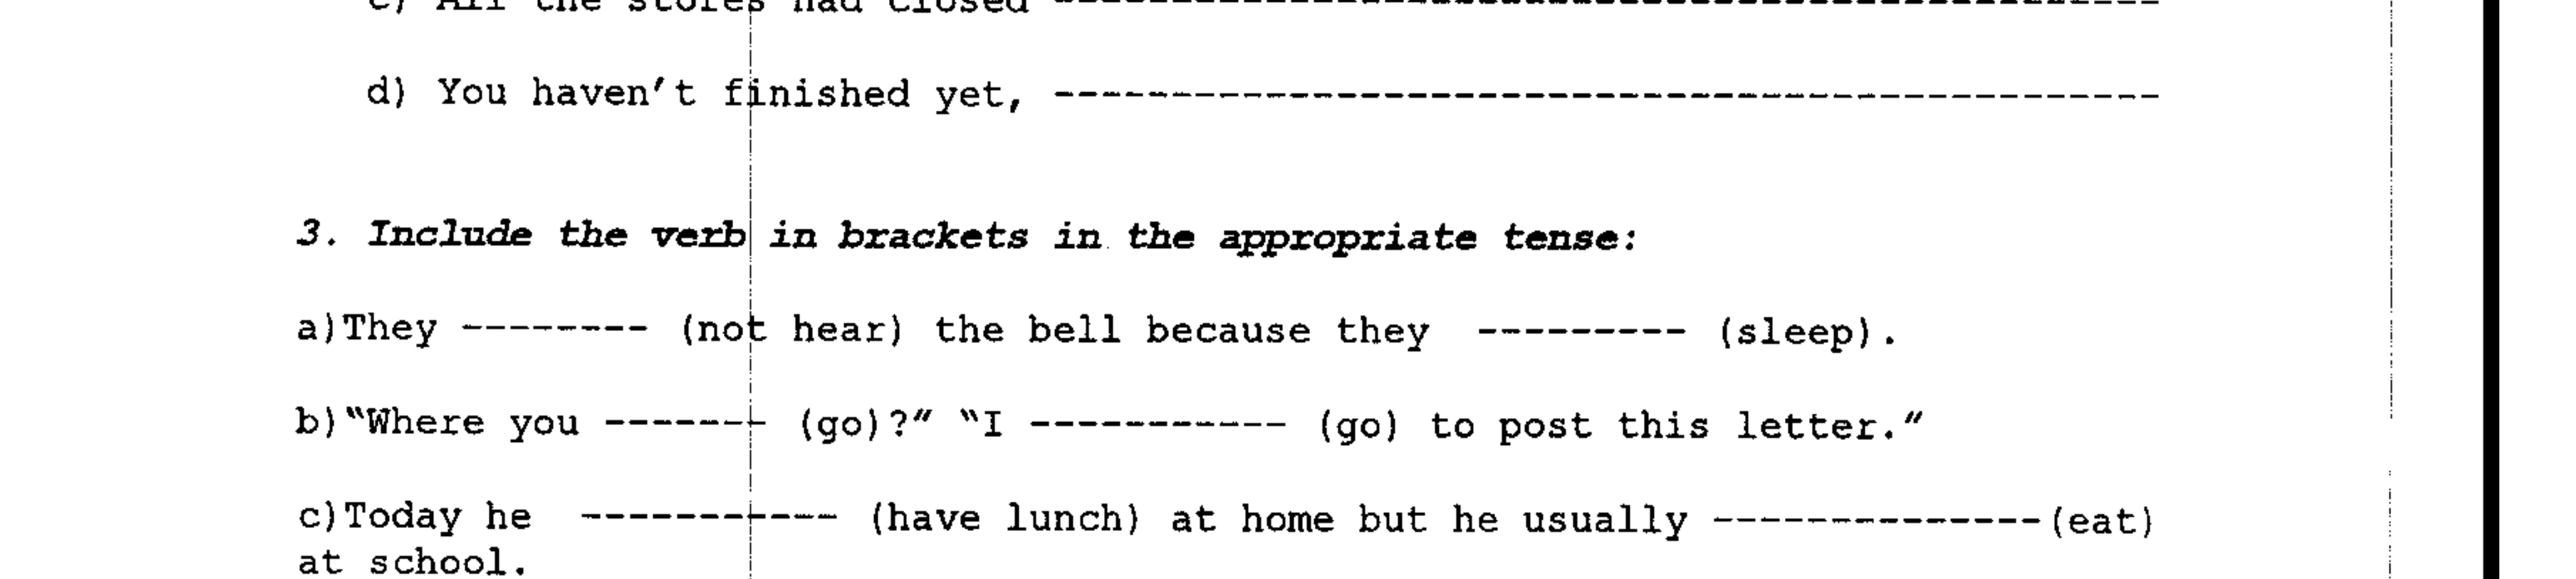 c) All the stores had closed -----------------------------------------------
d) You haven't finished yet, -----------------------------------------------
3. Include the verb in brackets in the appropriate tense:
a)They -------- (not hear) the bell because they --------- (sleep).
b)“Where you ------- (go)?” “I ----------- (go) to post this letter.”
c)Today he ----------- (have lunch) at home but he usually --------------(eat)
at school.